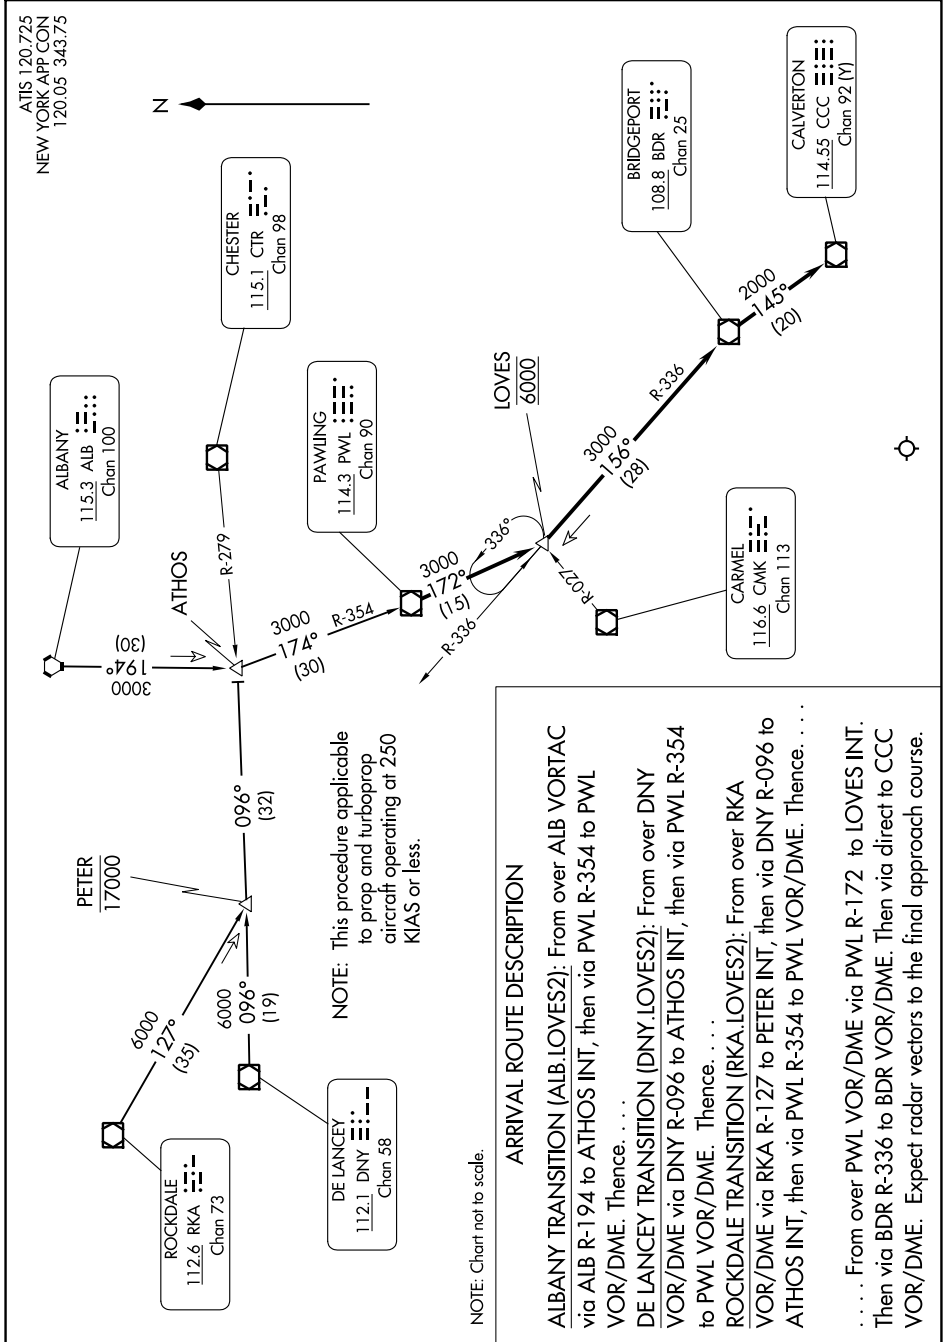 ATIS 120.725
NEW YORK APP CON
120.05 343.75
N
ALBANY
115.3 ALB
Chan 100
CHESTER
115.1 CTR
Chan 98
BRIDGEPORT
108.8 BDR
Chan 25
CALVERTON
114.55 CCC
Chan 92 (Y)
3000
194°
(30)
R-279
ATHOS
PAWLING
114.3 PWL
Chan 90
LOVES
6000
2000
145°
(20)
R-336
3000
156°
(28)
3000
174°
(30)
R-354
3000
172°
(15)
336°
R-336
R-027
CARMEL
116.6 CMK
Chan 113
PETER
17000
096°
(32)
6000
127°
(35)
6000
096°
(19)
ROCKDALE
112.6 RKA
Chan 73
DE LANCEY
112.1 DNY
Chan 58
NOTE: This procedure applicable
to prop and turboprop
aircraft operating at 250
KIAS or less.
NOTE: Chart not to scale.
ARRIVAL ROUTE DESCRIPTION
ALBANY TRANSITION (ALB.LOVES2): From over ALB VORTAC
via ALB R-194 to ATHOS INT, then via PWL R-354 to PWL
VOR/DME. Thence. . . .
DE LANCEY TRANSITION (DNY.LOVES2): From over DNY
VOR/DME via DNY R-096 to ATHOS INT, then via PWL R-354
to PWL VOR/DME. Thence. . . .
ROCKDALE TRANSITION (RKA.LOVES2): From over RKA
VOR/DME via RKA R-127 to PETER INT, then via DNY R-096 to
ATHOS INT, then via PWL R-354 to PWL VOR/DME. Thence. . . .
. . . . From over PWL VOR/DME via PWL R-172 to LOVES INT.
Then via BDR R-336 to BDR VOR/DME. Then via direct to CCC
VOR/DME. Expect radar vectors to the final approach course.